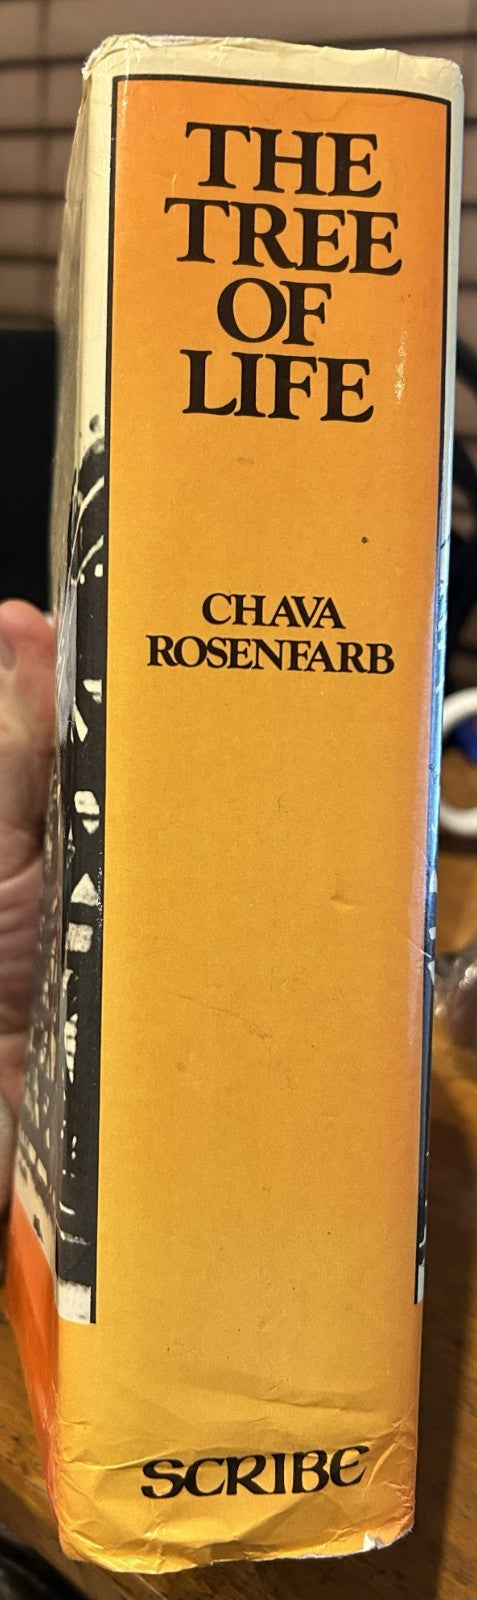 THE
TREE
OF
LIFE
CHAVA
ROSENFARB
SCRIBE